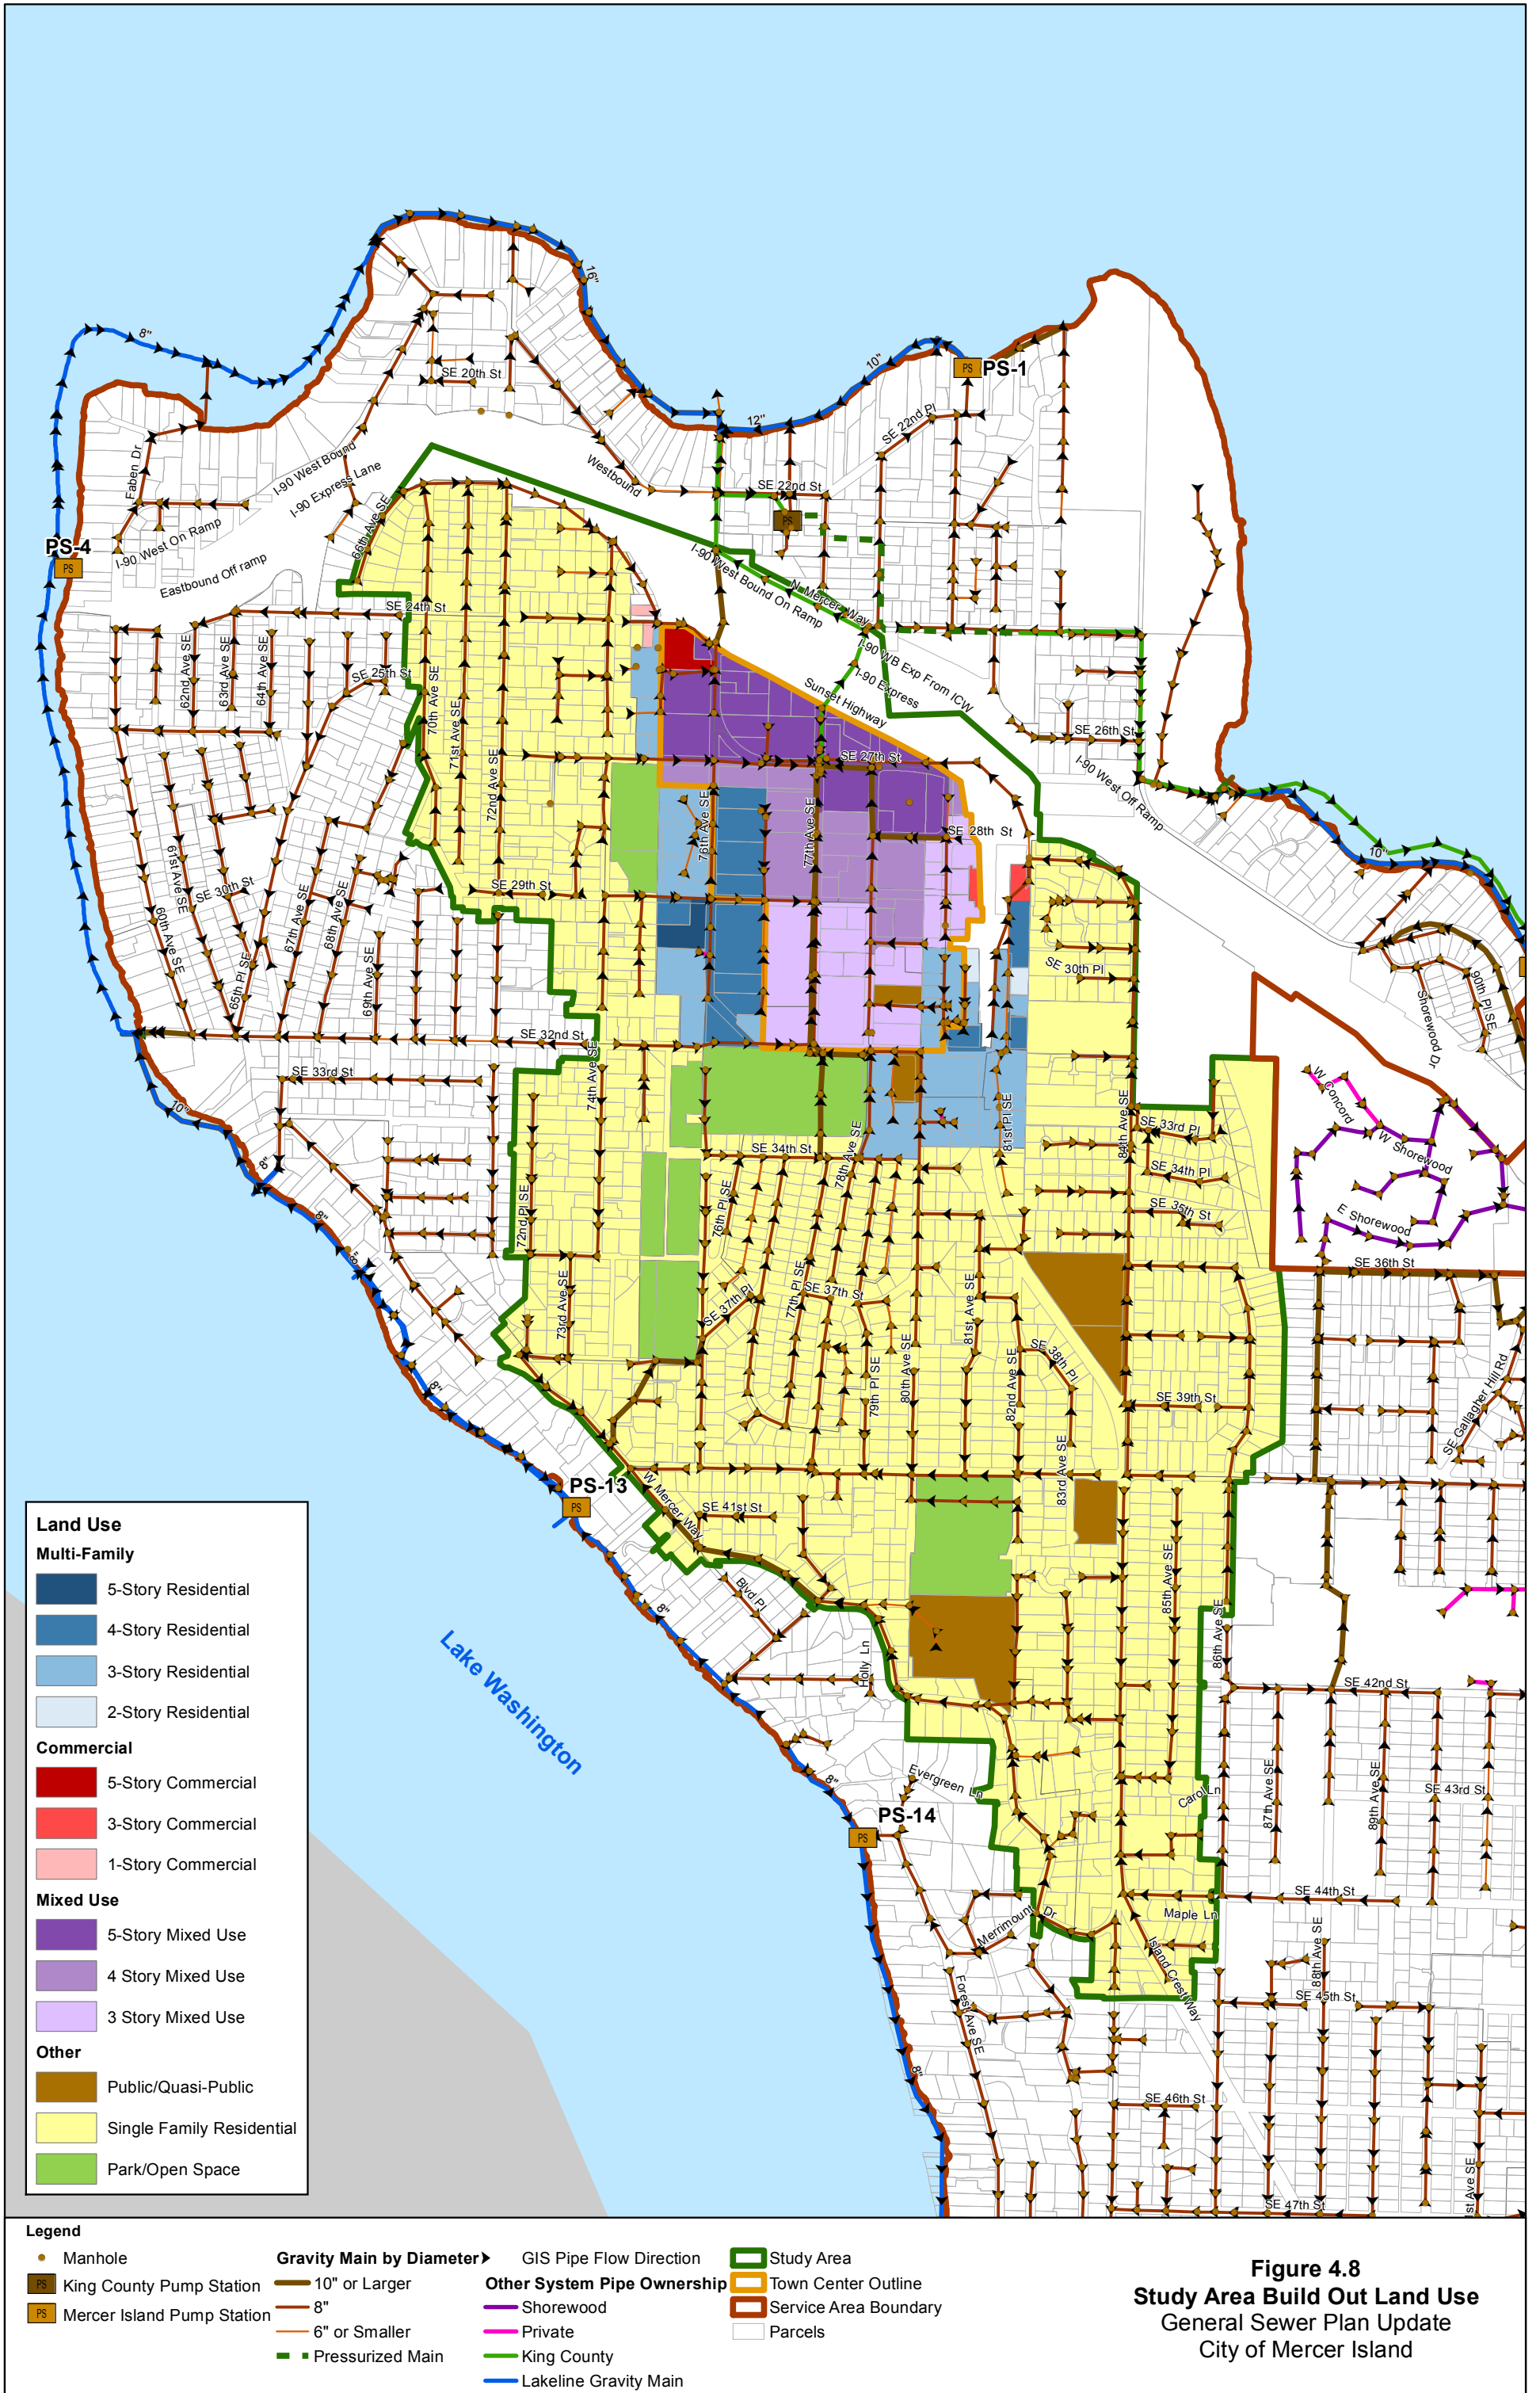 16"
8"
SE 20th St
10"
PS
PS-1
12"
SE 22nd Pl
Faben Dr
I-90 West Bound
I-90 Express Lane
Westbound
SE 22nd St
PS
66th Ave SE
I-90 West On Ramp
PS-4
PS
Eastbound Off ramp
I-90 West Bound On Ramp
N Mercer Way
SE 24th St
I-90 WB Exp From ICW
I-90 Express
Sunset Highway
62nd Ave SE
63rd Ave SE
64th Ave SE
SE 25th St
70th Ave SE
71st Ave SE
72nd Ave SE
SE 26th St
SE 27th St
I-90 West Off Ramp
76th Ave SE
77th Ave SE
SE 28th St
10"
61st Ave SE
SE 30th St
SE 29th St
60th Ave SE
65th Pl SE
67th Ave SE
68th Ave SE
69th Ave SE
SE 30th Pl
90th Pl SE
Shorewood Dr
SE 32nd St
74th Ave SE
SE 33rd St
W Concord
W Shorewood
E Shorewood
10"
81st Pl SE
84th Ave SE
SE 33rd Pl
SE 34th St
78th Ave SE
SE 34th Pl
8"
72nd Pl SE
76th Pl SE
SE 35th St
8"
8"
SE 36th St
73rd Ave SE
SE 37th Pl
77th Pl SE
SE 37th St
81st Ave SE
SE 38th Pl
8"
79th Pl SE
80th Ave SE
82nd Ave SE
SE 39th St
SE Gallagher Hill Rd
83rd Ave SE
PS-13
PS
W Mercer Way
SE 41st St
85th Ave SE
Blvd Pl
8"
Holly Ln
86th Ave SE
SE 42nd St
Lake Washington
8"
Evergreen Ln
Carol Ln
87th Ave SE
89th Ave SE
SE 43rd St
PS-14
PS
SE 44th St
Merrimount Dr
Maple Ln
Island Crest Way
88th Ave SE
SE 45th St
Forest Ave SE
8"
SE 46th St
1st Ave SE
SE 47th St
Land Use
Multi-Family
5-Story Residential
4-Story Residential
3-Story Residential
2-Story Residential
Commercial
5-Story Commercial
3-Story Commercial
1-Story Commercial
Mixed Use
5-Story Mixed Use
4 Story Mixed Use
3 Story Mixed Use
Other
Public/Quasi-Public
Single Family Residential
Park/Open Space
Legend
Manhole
PS King County Pump Station
PS Mercer Island Pump Station
Gravity Main by Diameter
10" or Larger
8"
6" or Smaller
Pressurized Main
GIS Pipe Flow Direction
Other System Pipe Ownership
Shorewood
Private
King County
Lakeline Gravity Main
Study Area
Town Center Outline
Service Area Boundary
Parcels
Figure 4.8
Study Area Build Out Land Use
General Sewer Plan Update
City of Mercer Island